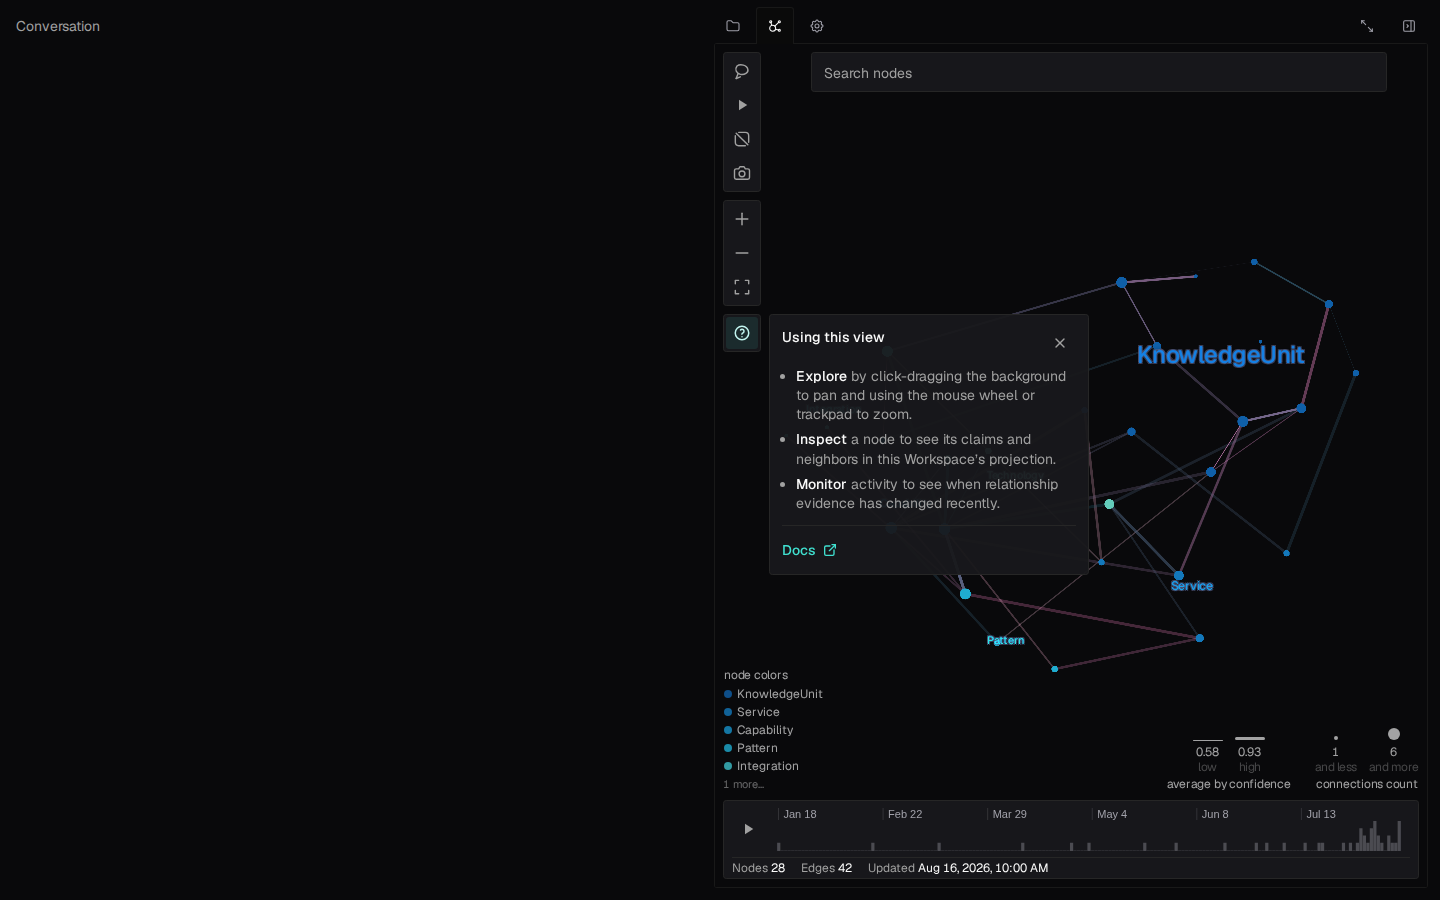 Conversation
Search nodes
KnowledgeUnit
Using this view
Explore by click-dragging the background
to pan and using the mouse wheel or
trackpad to zoom.
Inspect a node to see its claims and
neighbors in this Workspace's projection.
Monitor activity to see when relationship
evidence has changed recently.
Docs
Service
Pattern
node colors
KnowledgeUnit
Service
Capability
Pattern
Integration
1 more...
0.58 0.93 1 6
low high and less and more
average by confidence connections count
Jan 18 Feb 22 Mar 29 May 4 Jun 8 Jul 13
Nodes 28 Edges 42 Updated Aug 16, 2026, 10:00 AM